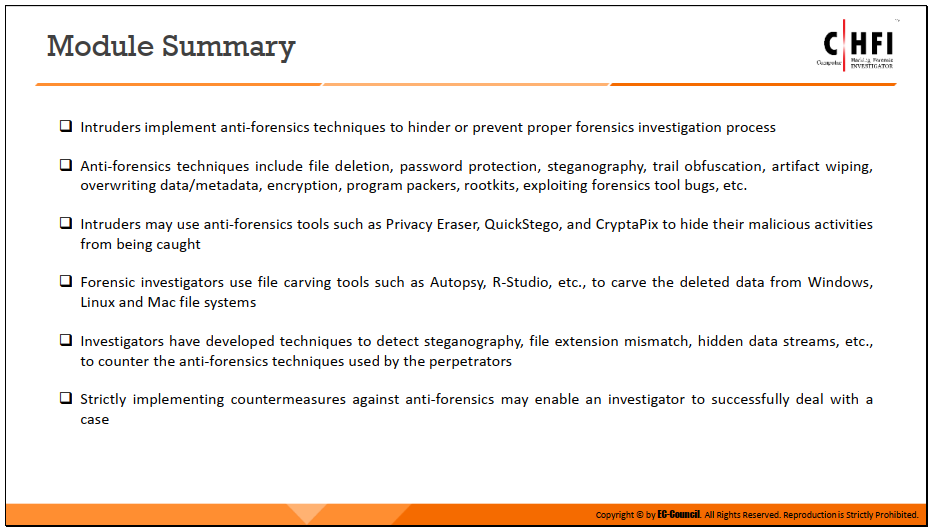 Module Summary
C HFI
Computer Hacking Forensic
INVESTIGATOR
❑ Intruders implement anti-forensics techniques to hinder or prevent proper forensics investigation process
❑ Anti-forensics techniques include file deletion, password protection, steganography, trail obfuscation, artifact wiping,
overwriting data/metadata, encryption, program packers, rootkits, exploiting forensics tool bugs, etc.
❑ Intruders may use anti-forensics tools such as Privacy Eraser, QuickStego, and CryptaPix to hide their malicious activities
from being caught
❑ Forensic investigators use file carving tools such as Autopsy, R-Studio, etc., to carve the deleted data from Windows,
Linux and Mac file systems
❑ Investigators have developed techniques to detect steganography, file extension mismatch, hidden data streams, etc.,
to counter the anti-forensics techniques used by the perpetrators
❑ Strictly implementing countermeasures against anti-forensics may enable an investigator to successfully deal with a
case
Copyright © by EC-Council. All Rights Reserved. Reproduction is Strictly Prohibited.